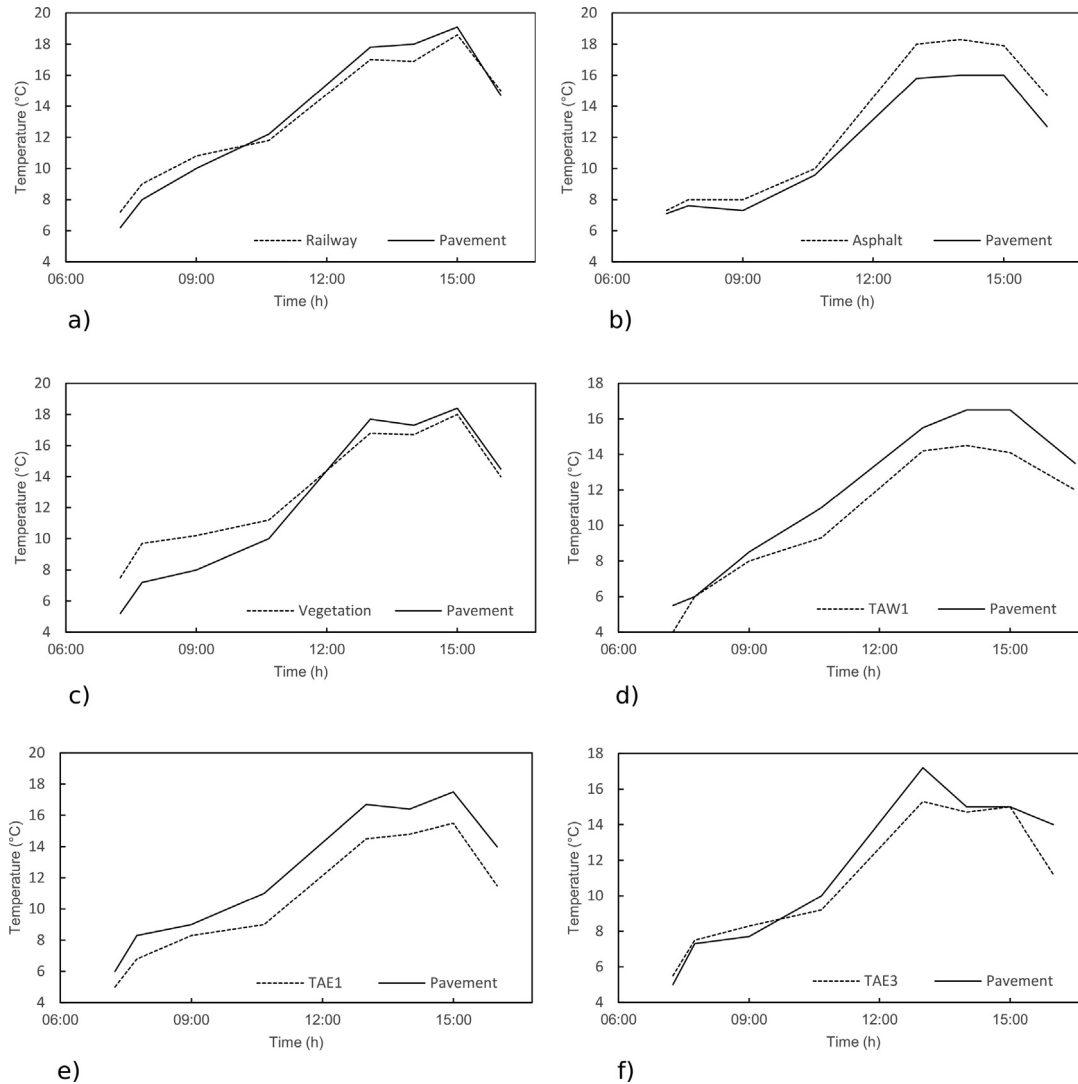 20
18
16
14
12
10
8
6
4
Temperature (°C)
Railway Pavement
06:00 09:00 12:00 15:00
Time (h)
a)
20
18
16
14
12
10
8
6
4
Temperature (°C)
Asphalt Pavement
06:00 09:00 12:00 15:00
Time (h)
b)
20
18
16
14
12
10
8
6
4
Temperature (°C)
Vegetation Pavement
06:00 09:00 12:00 15:00
Time (h)
c)
18
16
14
12
10
8
6
4
Temperature (°C)
TAW1 Pavement
06:00 09:00 12:00 15:00
Time (h)
d)
20
18
16
14
12
10
8
6
4
Temperature (°C)
TAE1 Pavement
06:00 09:00 12:00 15:00
Time (h)
e)
18
16
14
12
10
8
6
4
Temperature (°C)
TAE3 Pavement
06:00 09:00 12:00 15:00
Time (h)
f)